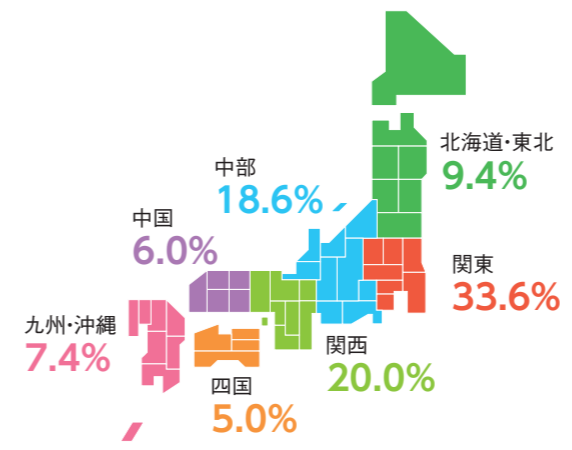 北海道・東北
9.4%
中部
18.6%
中国
6.0%
関東
33.6%
九州・沖縄
7.4%
関西
20.0%
四国
5.0%